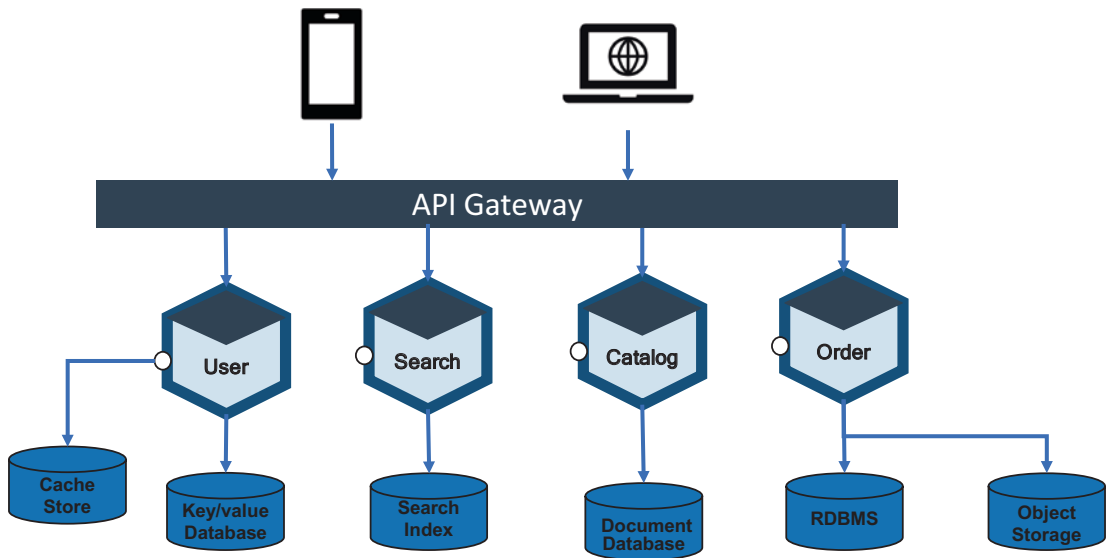 API Gateway
User
Search
Catalog
Order
Cache
Store
Key/value
Database
Search
Index
Document
Database
RDBMS
Object
Storage